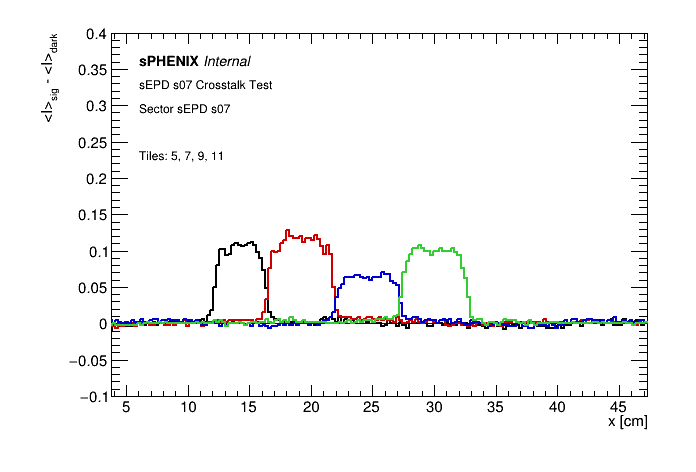 <I>sig - <I>dark
0.4
0.35
0.3
0.25
0.2
0.15
0.1
0.05
0
−0.05
−0.1
sPHENIX Internal
sEPD s07 Crosstalk Test
Sector sEPD s07
Tiles: 5, 7, 9, 11
5 10 15 20 25 30 35 40 45
x [cm]